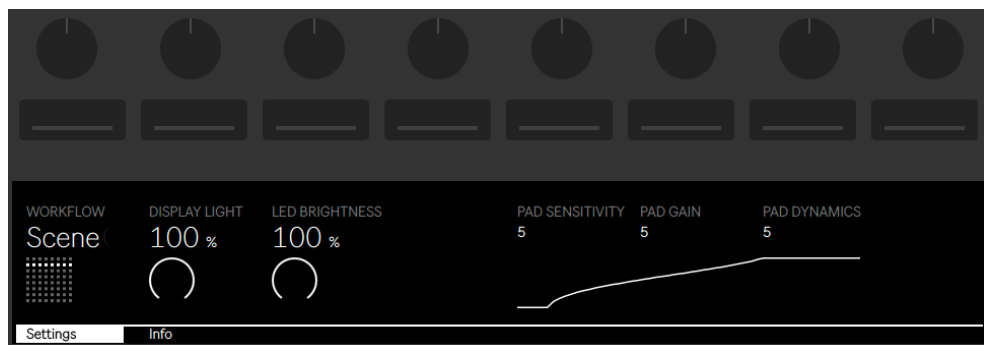 WORKFLOW DISPLAY LIGHT LED BRIGHTNESS PAD SENSITIVITY PAD GAIN PAD DYNAMICS
Scene 100 % 100 % 5 5 5
Settings Info